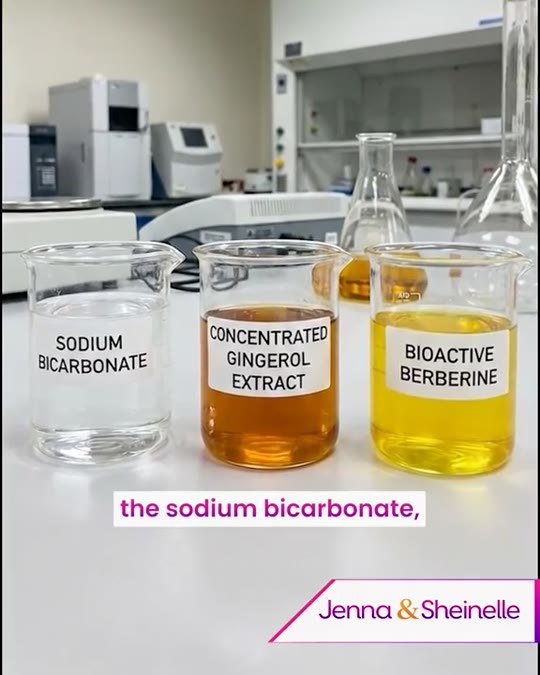 SODIUM
BICARBONATE
CONCENTRATED
GINGEROL
EXTRACT
BIOACTIVE
BERBERINE
the sodium bicarbonate,
Jenna & Sheinelle